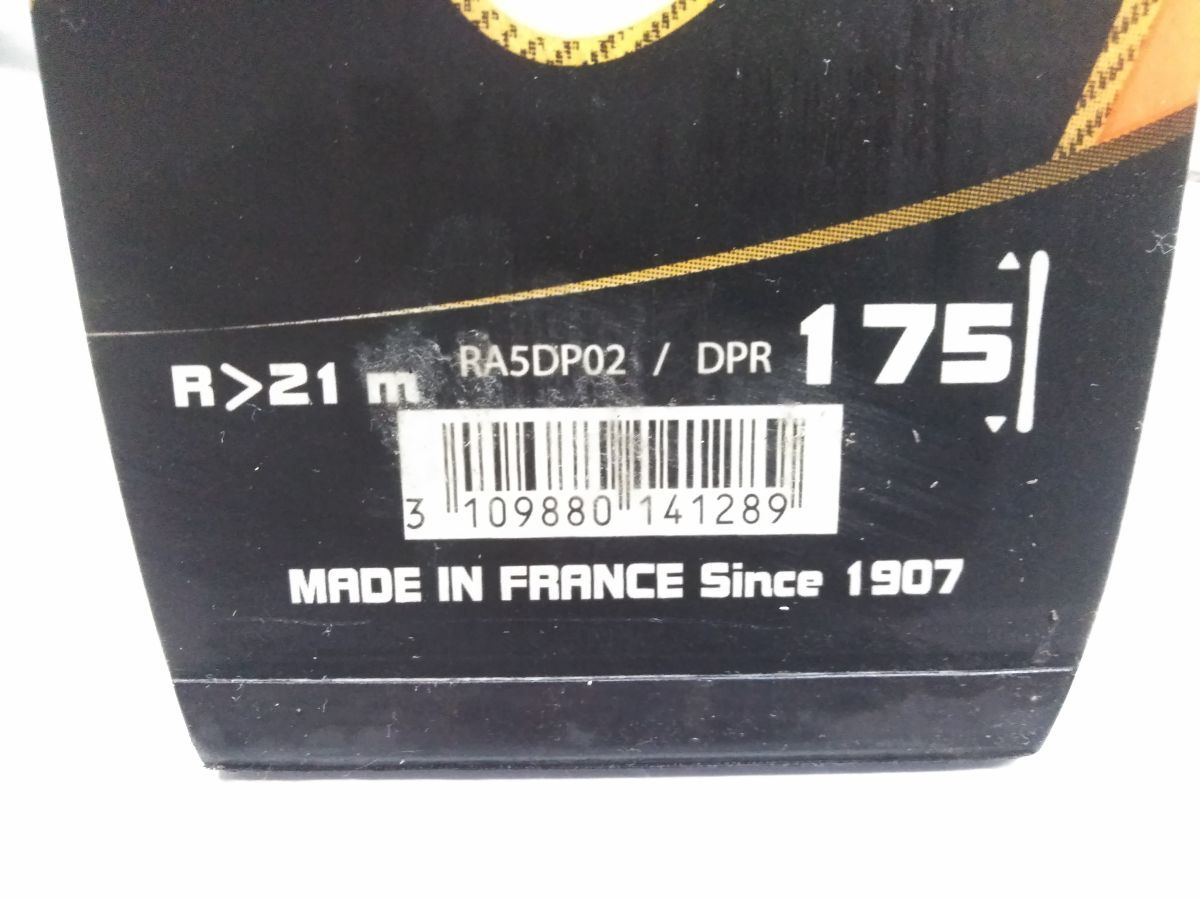 R>21 m RA5DP02 / DPR 175
3 109880 141289
MADE IN FRANCE Since 1907